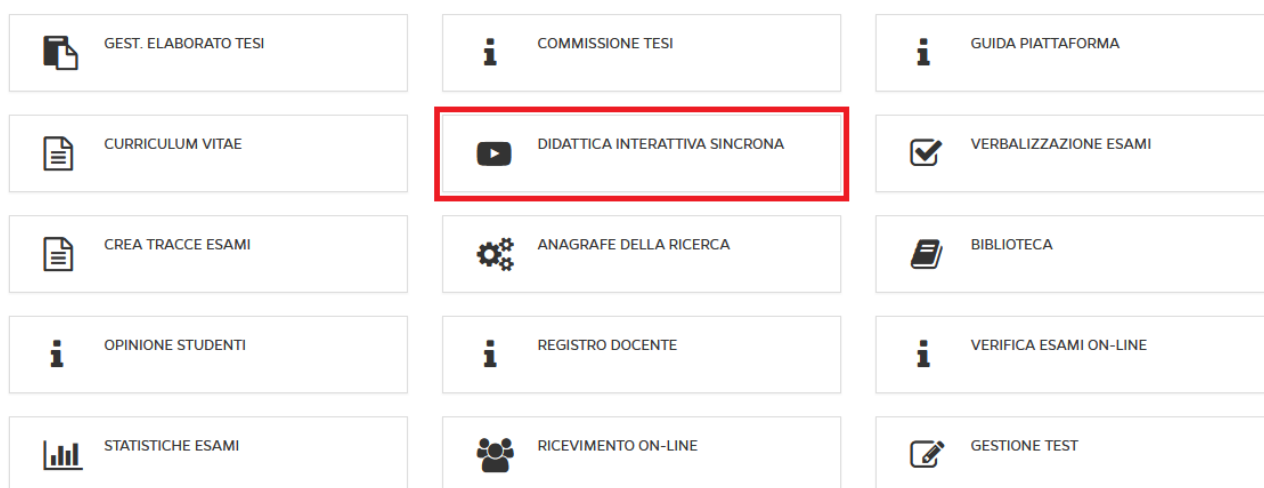 GEST. ELABORATO TESI
COMMISSIONE TESI
GUIDA PIATTAFORMA
CURRICULUM VITAE
DIDATTICA INTERATTIVA SINCRONA
VERBALIZZAZIONE ESAMI
CREA TRACCE ESAMI
ANAGRAFE DELLA RICERCA
BIBLIOTECA
OPINIONE STUDENTI
REGISTRO DOCENTE
VERIFICA ESAMI ON-LINE
STATISTICHE ESAMI
RICEVIMENTO ON-LINE
GESTIONE TEST